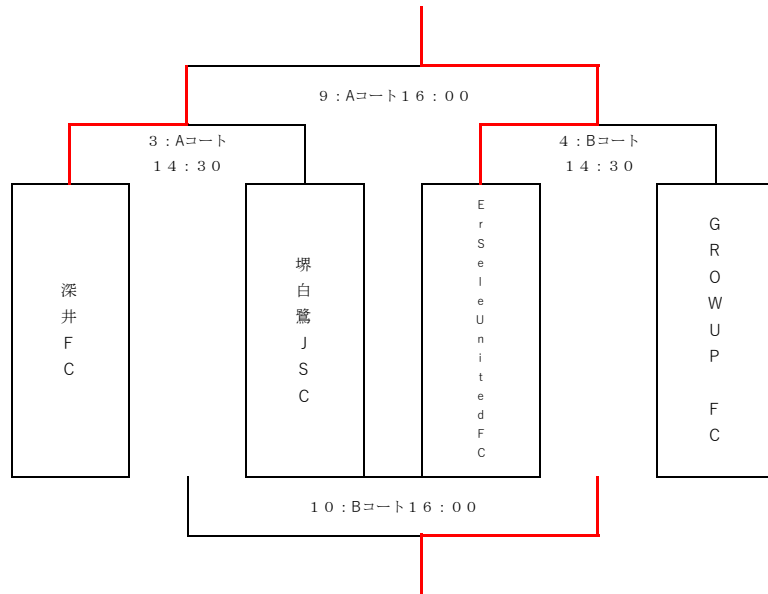 ９：Aコート１６：００
３：Aコート
１４：３０
４：Bコート
１４：３０
深井ＦＣ
堺白鷺ＪＳＣ
ErSeleUnitedFC
ＧＲＯＷＵＰ　ＦＣ
１０：Bコート１６：００